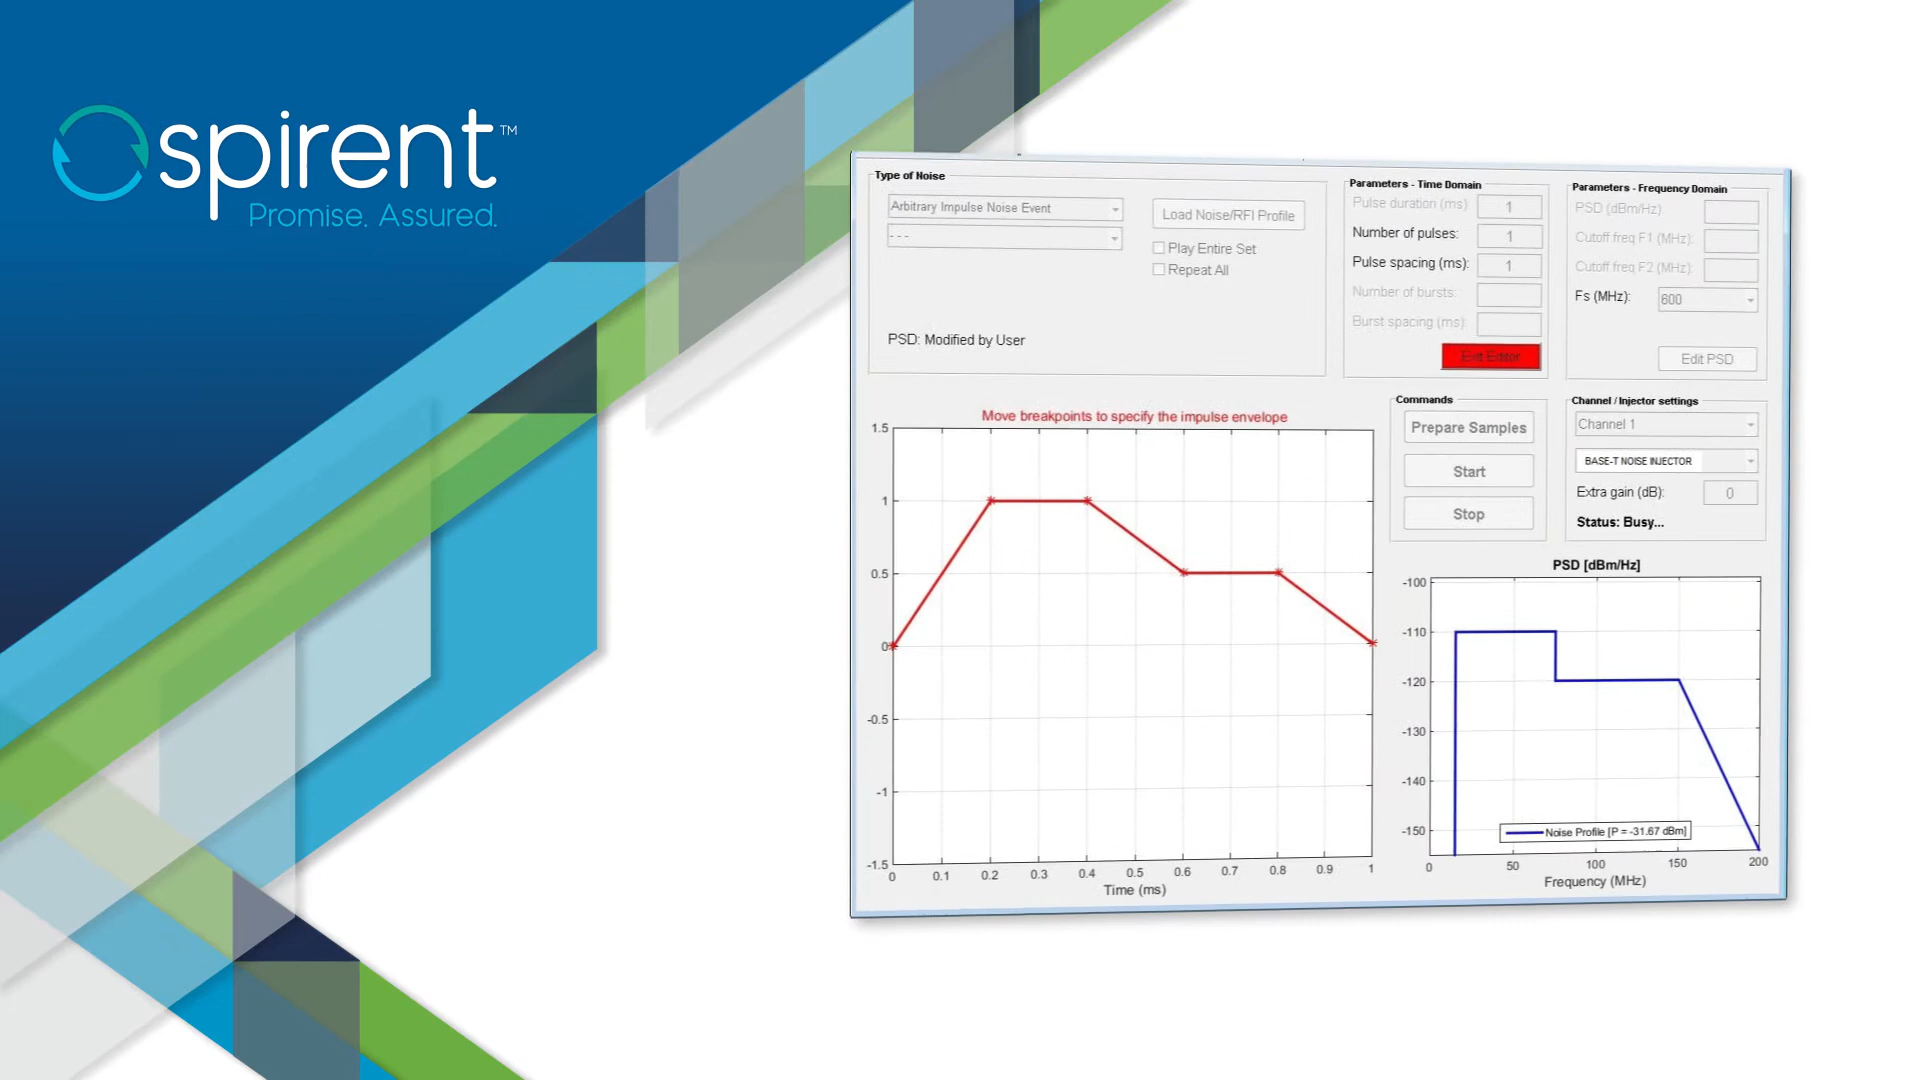 spirent™
Promise. Assured.
Type of Noise
Arbitrary Impulse Noise Event
- - -
Load Noise/RFI Profile
Play Entire Set
Repeat All
PSD: Modified by User
Parameters - Time Domain
Pulse duration (ms)
1
Number of pulses:
1
Pulse spacing (ms):
1
Number of bursts:
Burst spacing (ms):
Exit Editor
Parameters - Frequency Domain
PSD (dBm/Hz):
Cutoff freq F1 (MHz):
Cutoff freq F2 (MHz):
Fs (MHz):
600
Edit PSD
Commands
Prepare Samples
Start
Stop
Channel / Injector settings
Channel 1
BASE-T NOISE INJECTOR
Extra gain (dB):
0
Status: Busy...
Move breakpoints to specify the impulse envelope
1.5
1
0.5
0
-0.5
-1
-1.5
0 0.1 0.2 0.3 0.4 0.5 0.6 0.7 0.8 0.9 1
Time (ms)
PSD [dBm/Hz]
-100
-110
-120
-130
-140
-150
Noise Profile [P = -31.67 dBm]
0 50 100 150 200
Frequency (MHz)